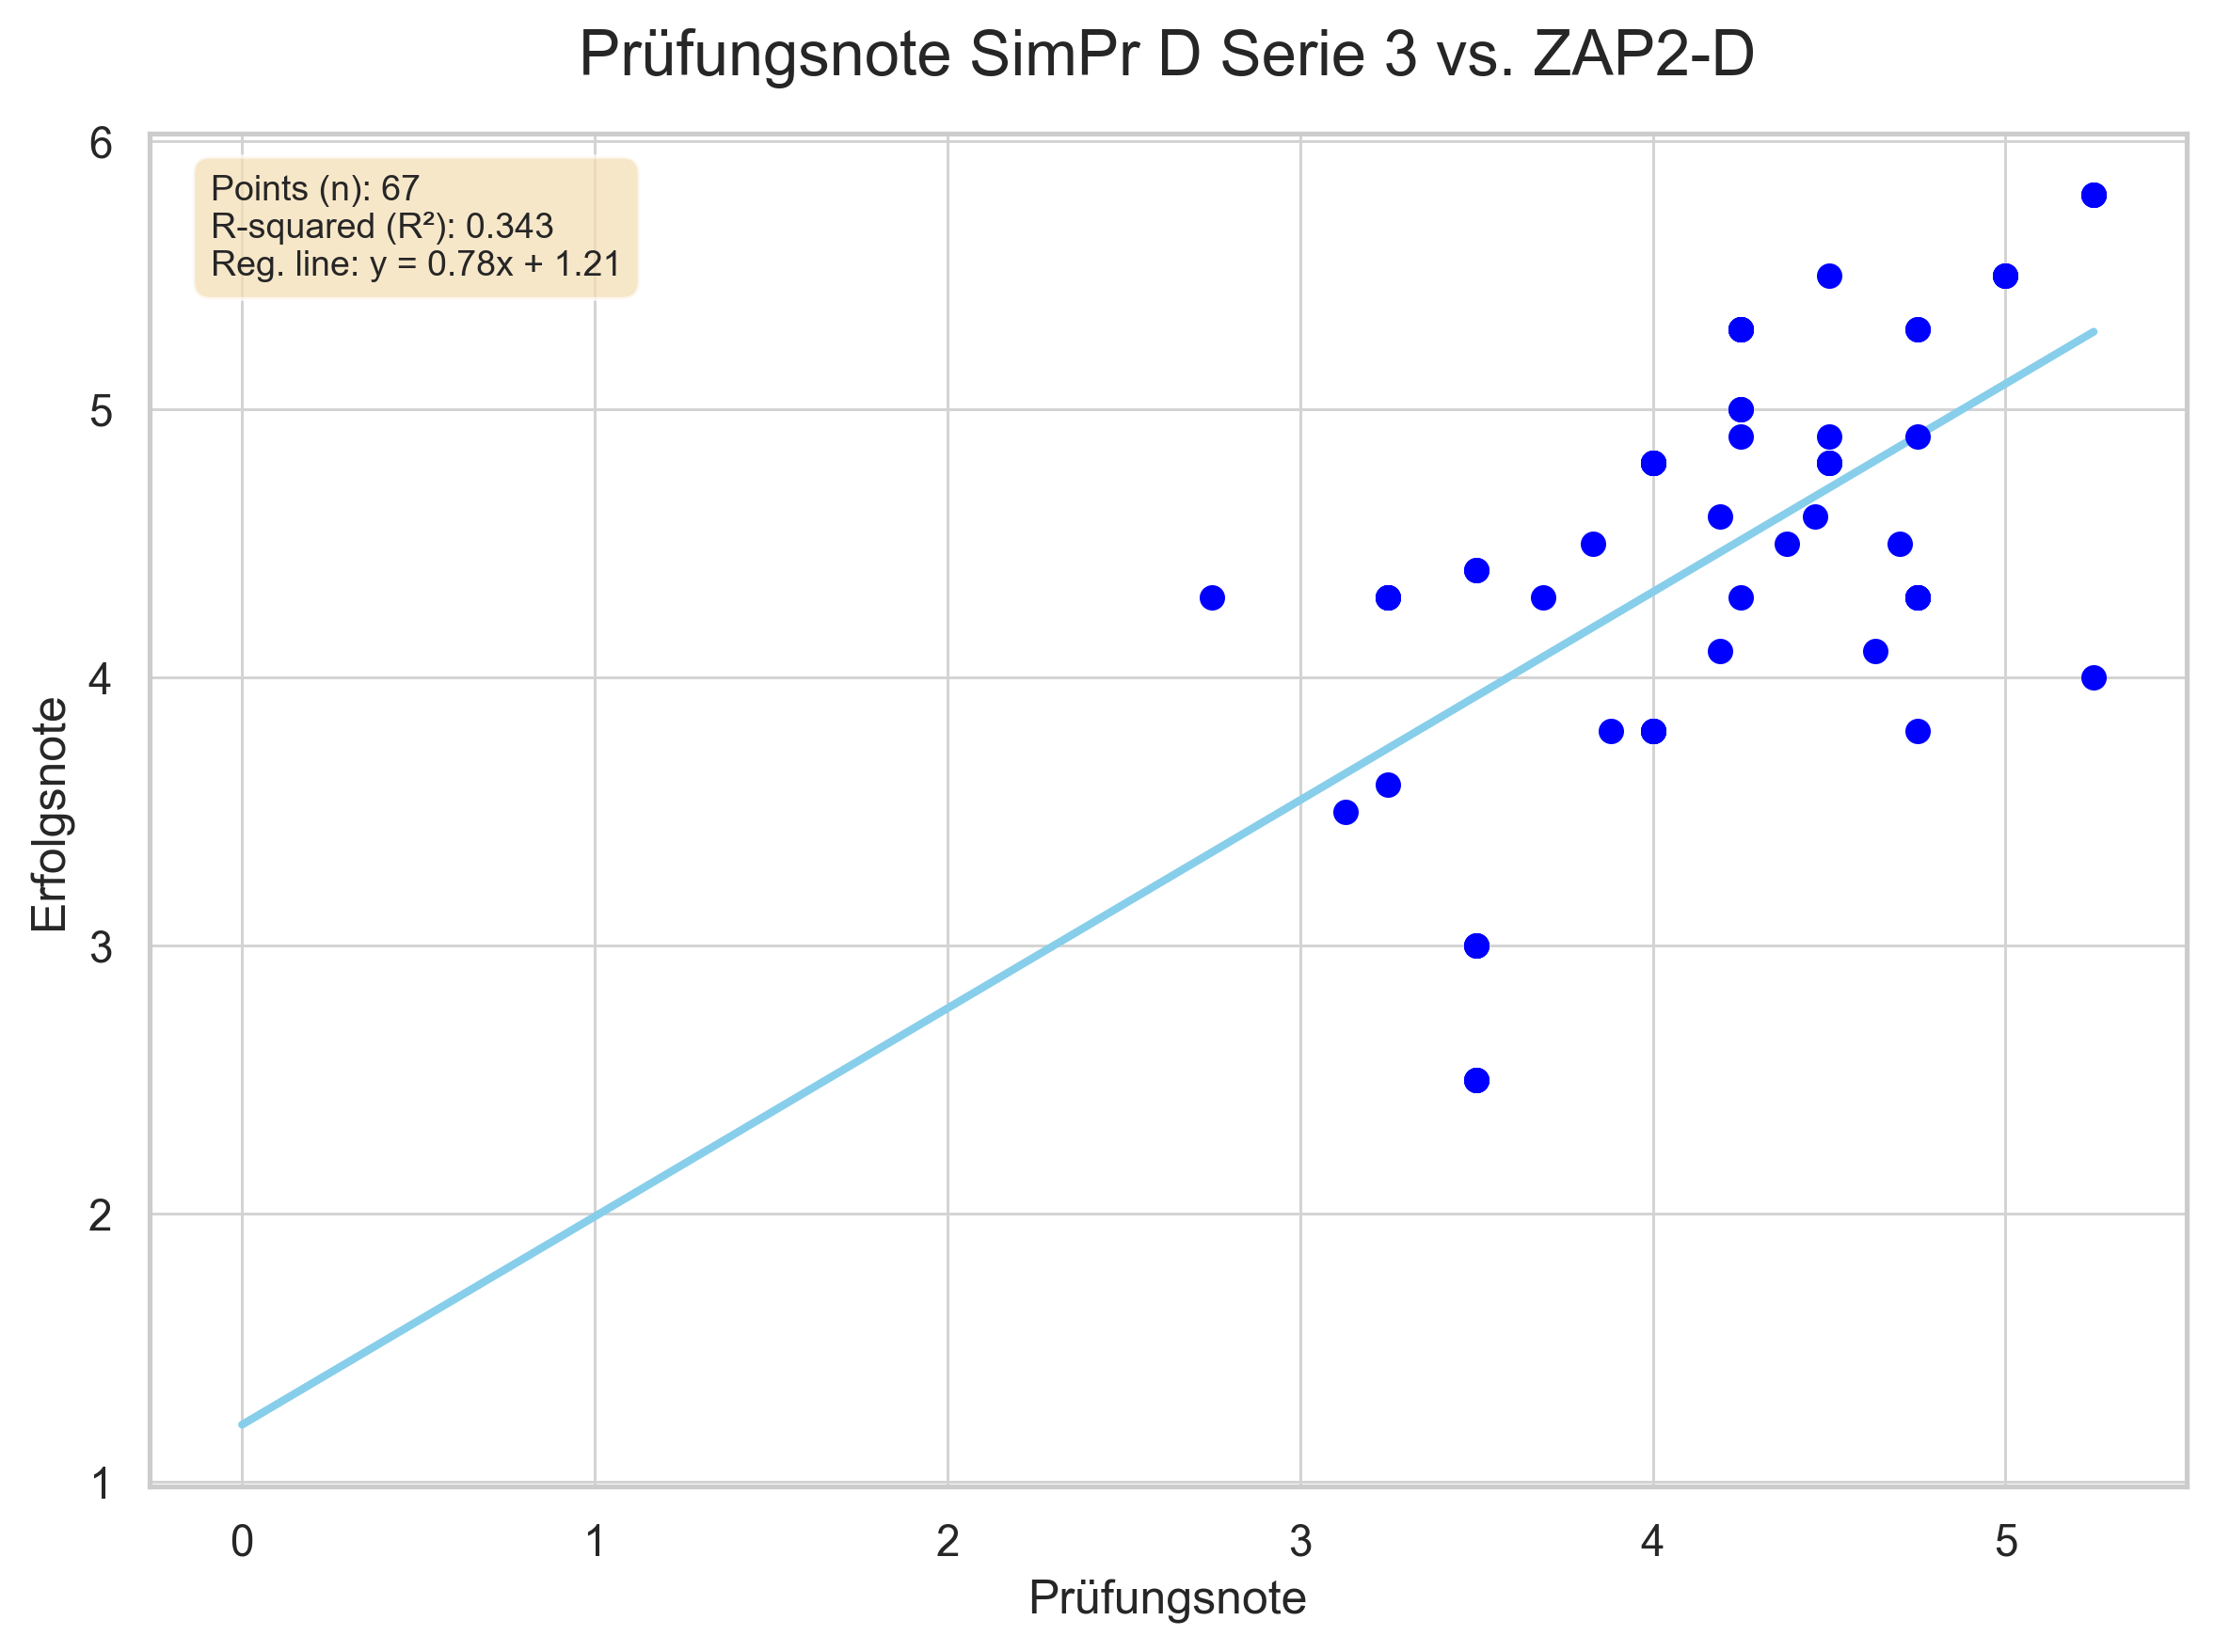 Prüfungsnote SimPr D Serie 3 vs. ZAP2-D
Points (n): 67
R-squared (R²): 0.343
Reg. line: y = 0.78x + 1.21
6
5
4
3
2
1
Erfolgsnote
0 1 2 3 4 5
Prüfungsnote